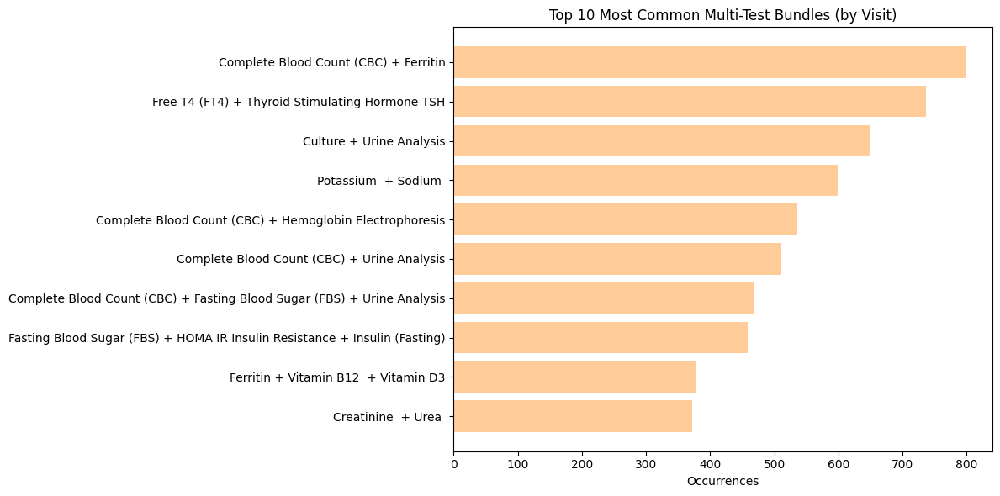 Top 10 Most Common Multi-Test Bundles (by Visit)
Complete Blood Count (CBC) + Ferritin
Free T4 (FT4) + Thyroid Stimulating Hormone TSH
Culture + Urine Analysis
Potassium  + Sodium
Complete Blood Count (CBC) + Hemoglobin Electrophoresis
Complete Blood Count (CBC) + Urine Analysis
Complete Blood Count (CBC) + Fasting Blood Sugar (FBS) + Urine Analysis
Fasting Blood Sugar (FBS) + HOMA IR Insulin Resistance + Insulin (Fasting)
Ferritin + Vitamin B12  + Vitamin D3
Creatinine  + Urea
0 100 200 300 400 500 600 700 800
Occurrences